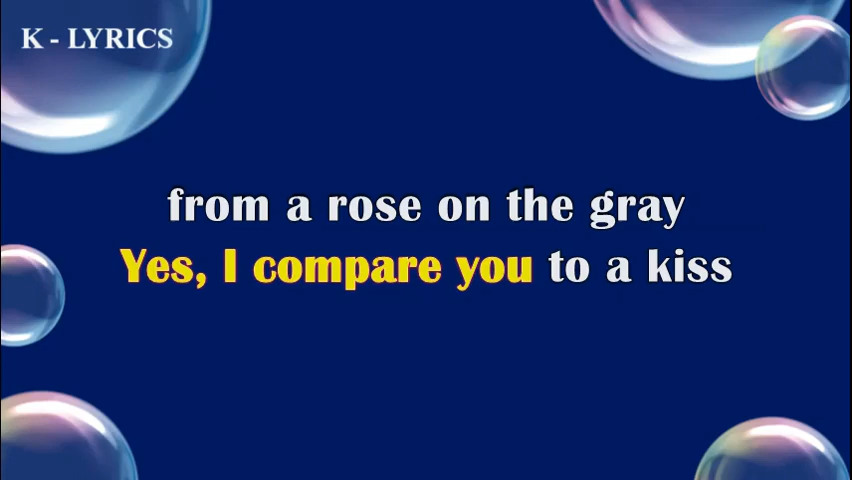 K - LYRICS
from a rose on the gray
Yes, I compare you to a kiss